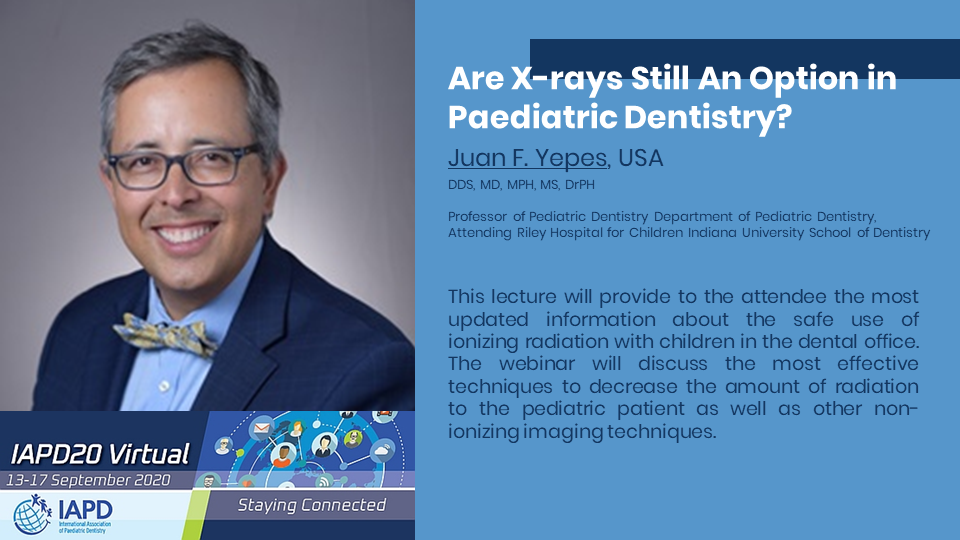 Are X-rays Still An Option in
Paediatric Dentistry?
Juan F. Yepes, USA
DDS, MD, MPH, MS, DrPH
Professor of Pediatric Dentistry Department of Pediatric Dentistry,
Attending Riley Hospital for Children Indiana University School of Dentistry
This lecture will provide to the attendee the most
updated information about the safe use of
ionizing radiation with children in the dental office.
The webinar will discuss the most effective
techniques to decrease the amount of radiation
to the pediatric patient as well as other non-
ionizing imaging techniques.
IAPD20 Virtual
13-17 September 2020
Staying Connected
IAPD
International Association
of Paediatric Dentistry